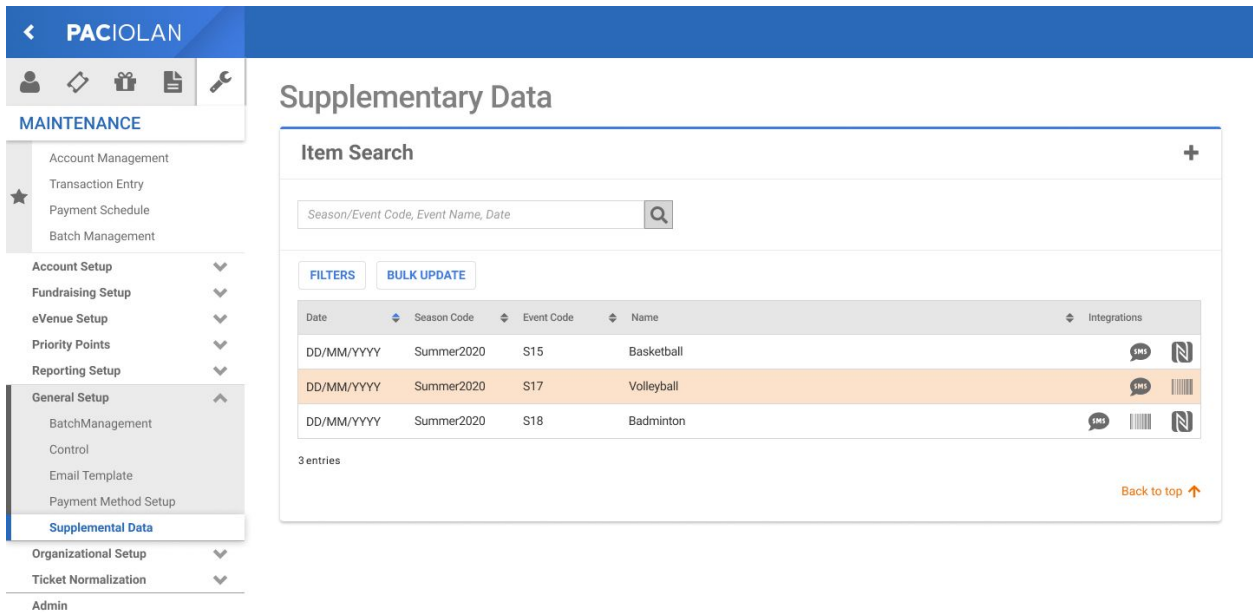 PACIOLAN
MAINTENANCE
Account Management
Transaction Entry
Payment Schedule
Batch Management
Account Setup
Fundraising Setup
eVenue Setup
Priority Points
Reporting Setup
General Setup
BatchManagement
Control
Email Template
Payment Method Setup
Supplemental Data
Organizational Setup
Ticket Normalization
Admin
Supplementary Data
Item Search
Season/Event Code, Event Name, Date
FILTERS BULK UPDATE
Date Season Code Event Code Name Integrations
DD/MM/YYYY Summer2020 S15 Basketball SMS N
DD/MM/YYYY Summer2020 S17 Volleyball SMS
DD/MM/YYYY Summer2020 S18 Badminton SMS N
3 entries
Back to top